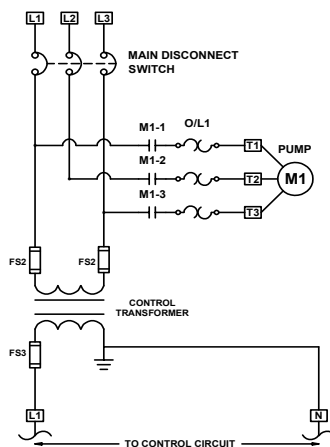 L1 L2 L3
MAIN DISCONNECT
SWITCH
M1-1 O/L1 T1
PUMP
M1-2 T2 M1
M1-3 T3
FS2 FS2
CONTROL
TRANSFORMER
FS3
L1 N
TO CONTROL CIRCUIT